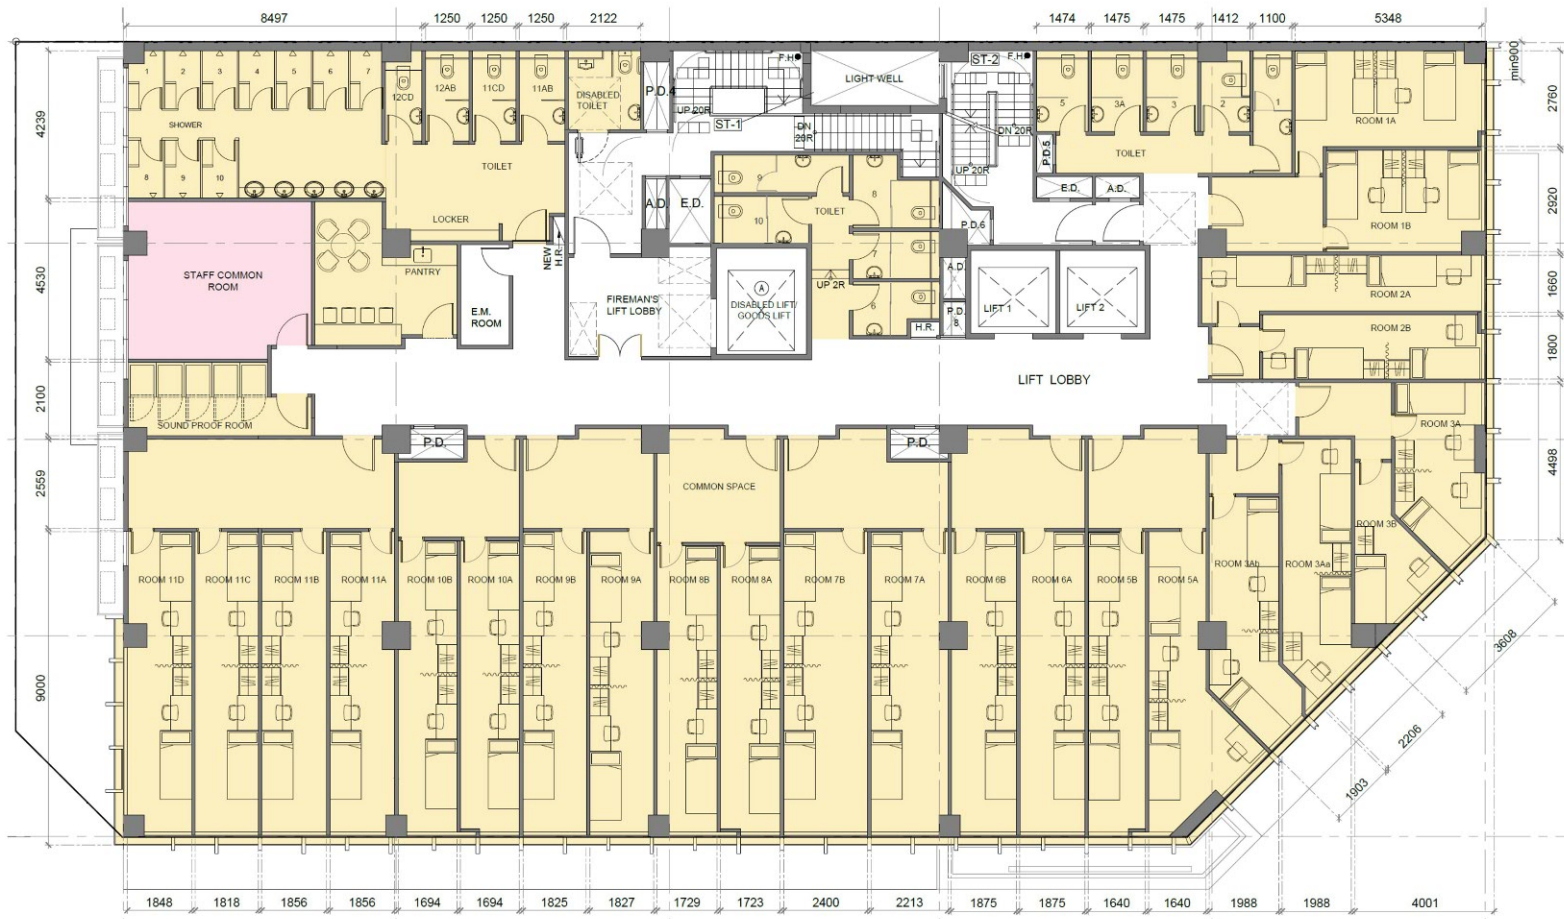 8497 1250 1250 1250 2122 1474 1475 1475 1412 1100 5348
min900
2760
2920
1660
1800
4498
4239
4530
2100
2559
9000
1 2 3 4 5 6 7
SHOWER
8 9 10
12CD 12AB 11CD 11AB
DISABLED
TOILET
P.D.4
UP 20R
F.H.
ST-1
DN
20R
LIGHT WELL
ST-2
F.H.
DN 20R
UP 20R
P.D.5
5 3A 3 2 1
TOILET
ROOM 1A
ROOM 1B
TOILET
LOCKER
NEW
H.R.
A.D.
E.D.
9
10
TOILET
8
7
6
UP 2R
H.R.
P.D.6
E.D.
A.D.
A.D.
P.D.
8
STAFF COMMON
ROOM
PANTRY
E.M.
ROOM
FIREMAN'S
LIFT LOBBY
A
DISABLED LIFT/
GOODS LIFT
LIFT 1
LIFT 2
ROOM 2A
ROOM 2B
LIFT LOBBY
SOUND PROOF ROOM
P.D.
P.D.
COMMON SPACE
ROOM 3A
ROOM 3B
ROOM 11D
ROOM 11C
ROOM 11B
ROOM 11A
ROOM 10B
ROOM 10A
ROOM 9B
ROOM 9A
ROOM 8B
ROOM 8A
ROOM 7B
ROOM 7A
ROOM 6B
ROOM 6A
ROOM 5B
ROOM 5A
ROOM 3Ab
ROOM 3Aa
3608
2206
1903
1848 1818 1856 1856 1694 1694 1825 1827 1729 1723 2400 2213 1875 1875 1640 1640 1988 1988 4001